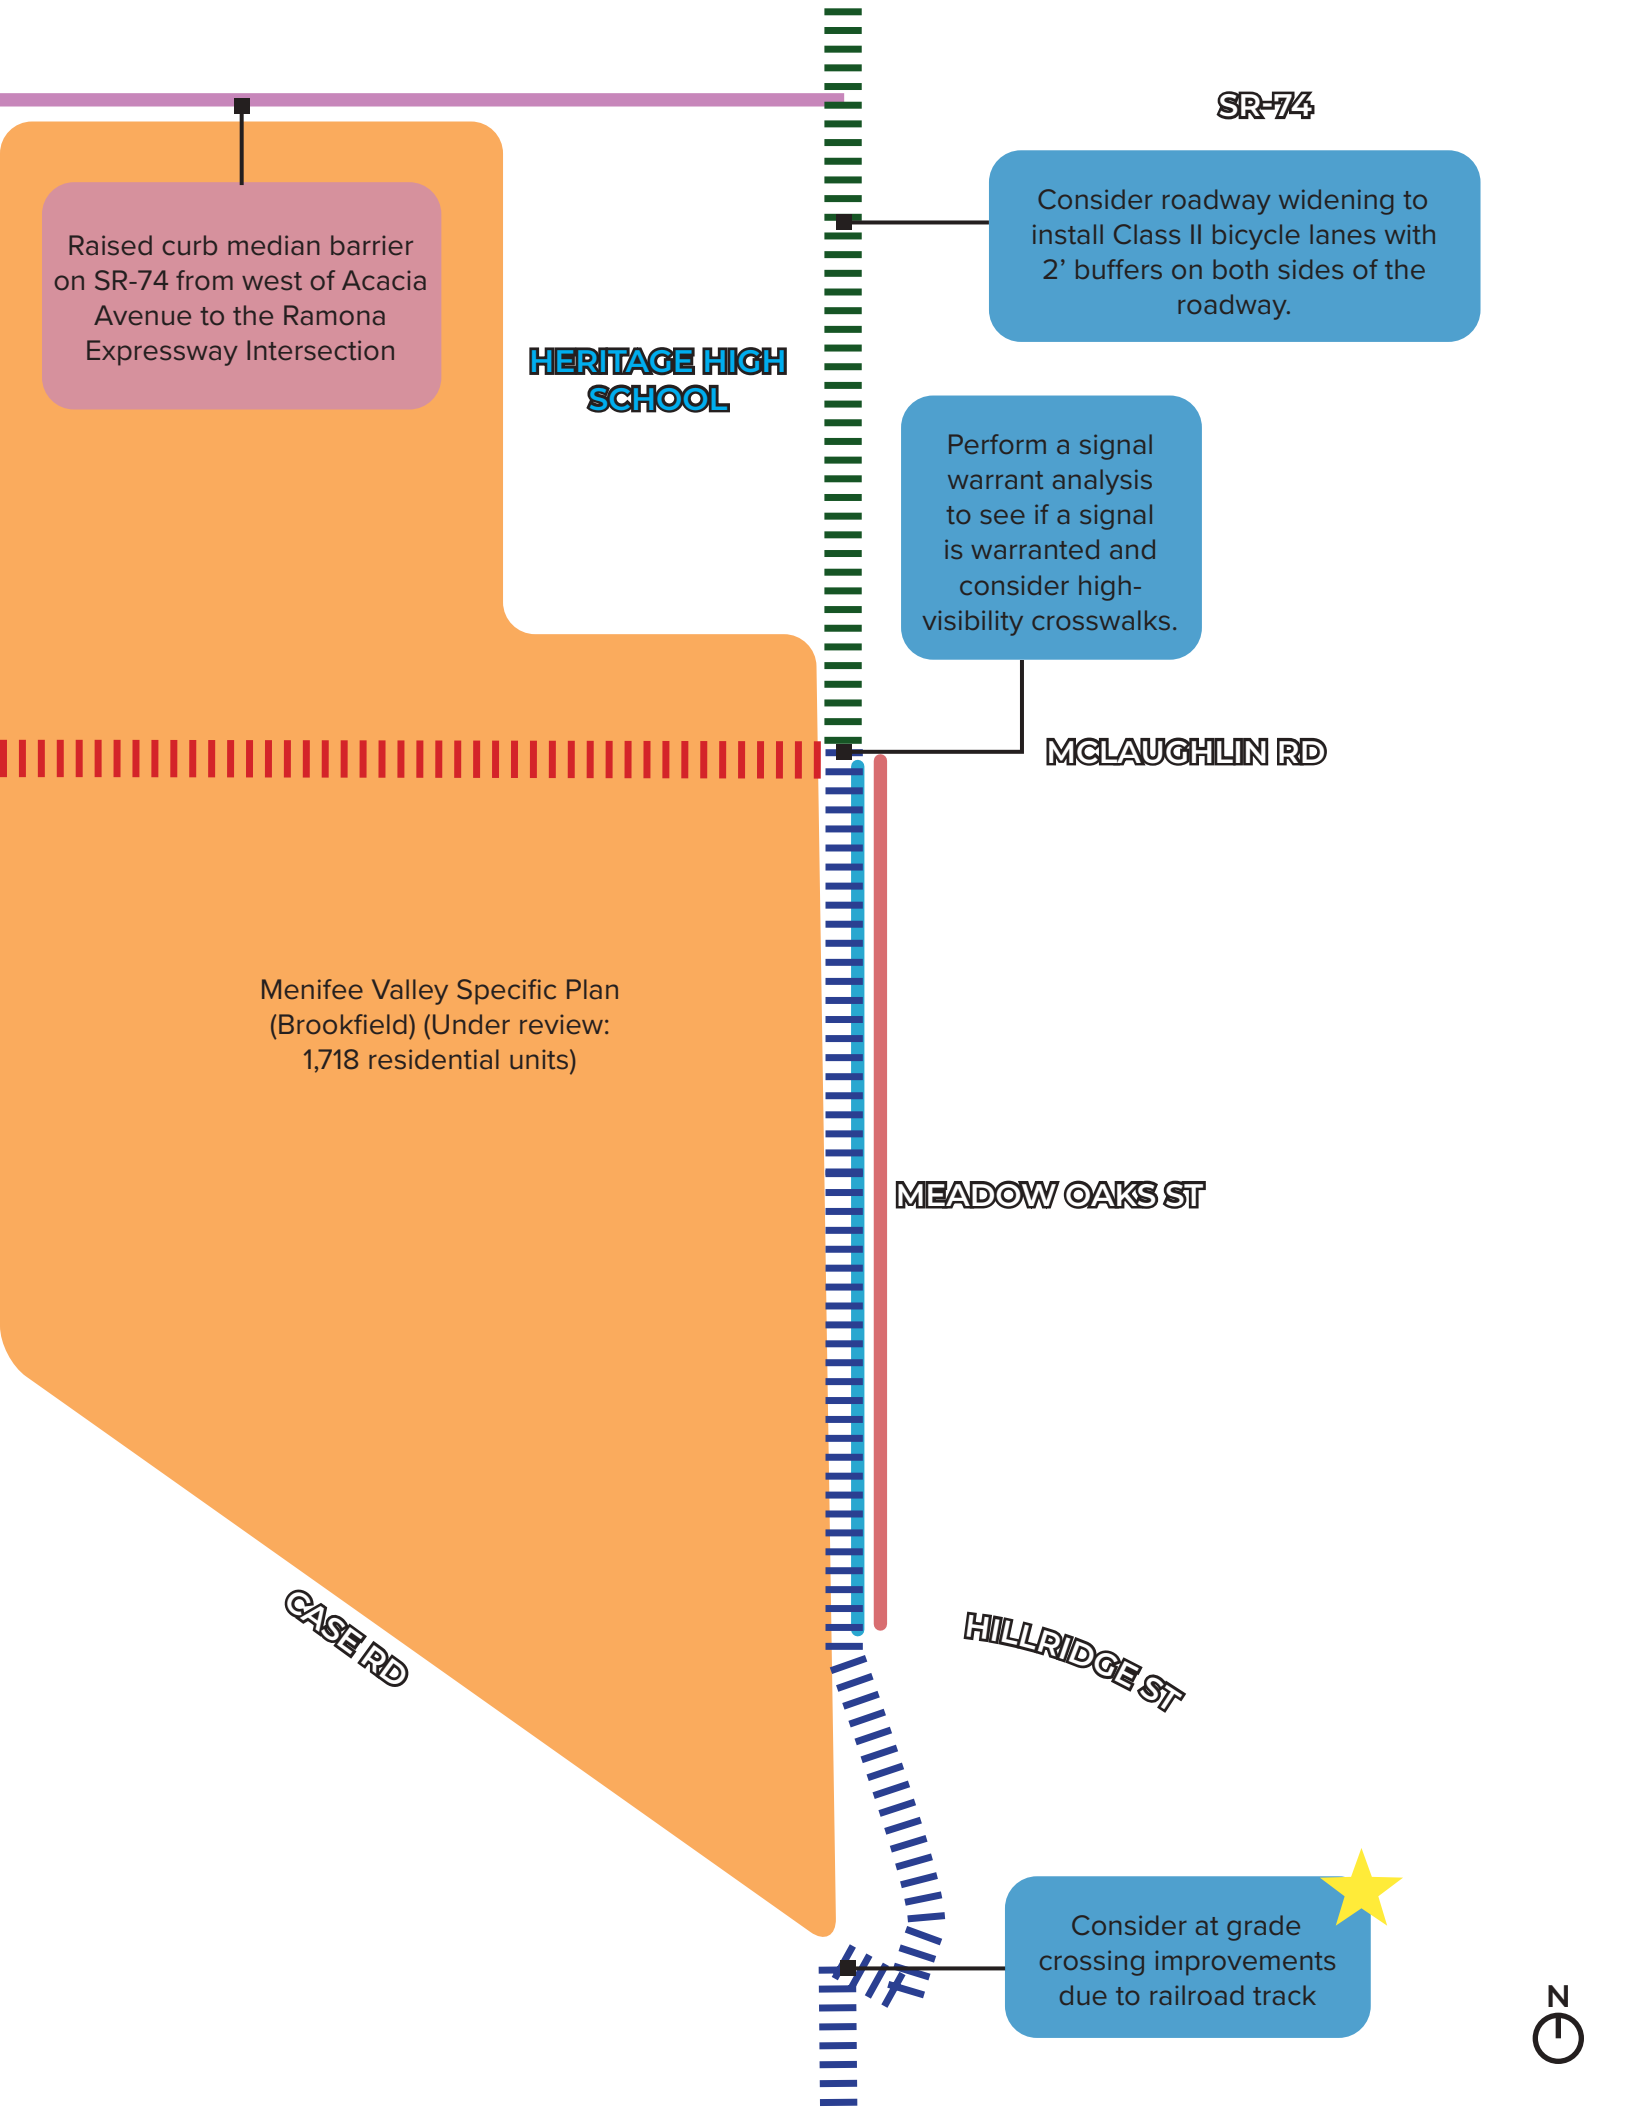 SR-74
Consider roadway widening to
install Class II bicycle lanes with
2’ buffers on both sides of the
roadway.
Raised curb median barrier
on SR-74 from west of Acacia
Avenue to the Ramona
Expressway Intersection
HERITAGE HIGH
SCHOOL
Perform a signal
warrant analysis
to see if a signal
is warranted and
consider high-
visibility crosswalks.
MCLAUGHLIN RD
Menifee Valley Specific Plan
(Brookfield) (Under review:
1,718 residential units)
MEADOW OAKS ST
CASE RD
HILLRIDGE ST
Consider at grade
crossing improvements
due to railroad track
N